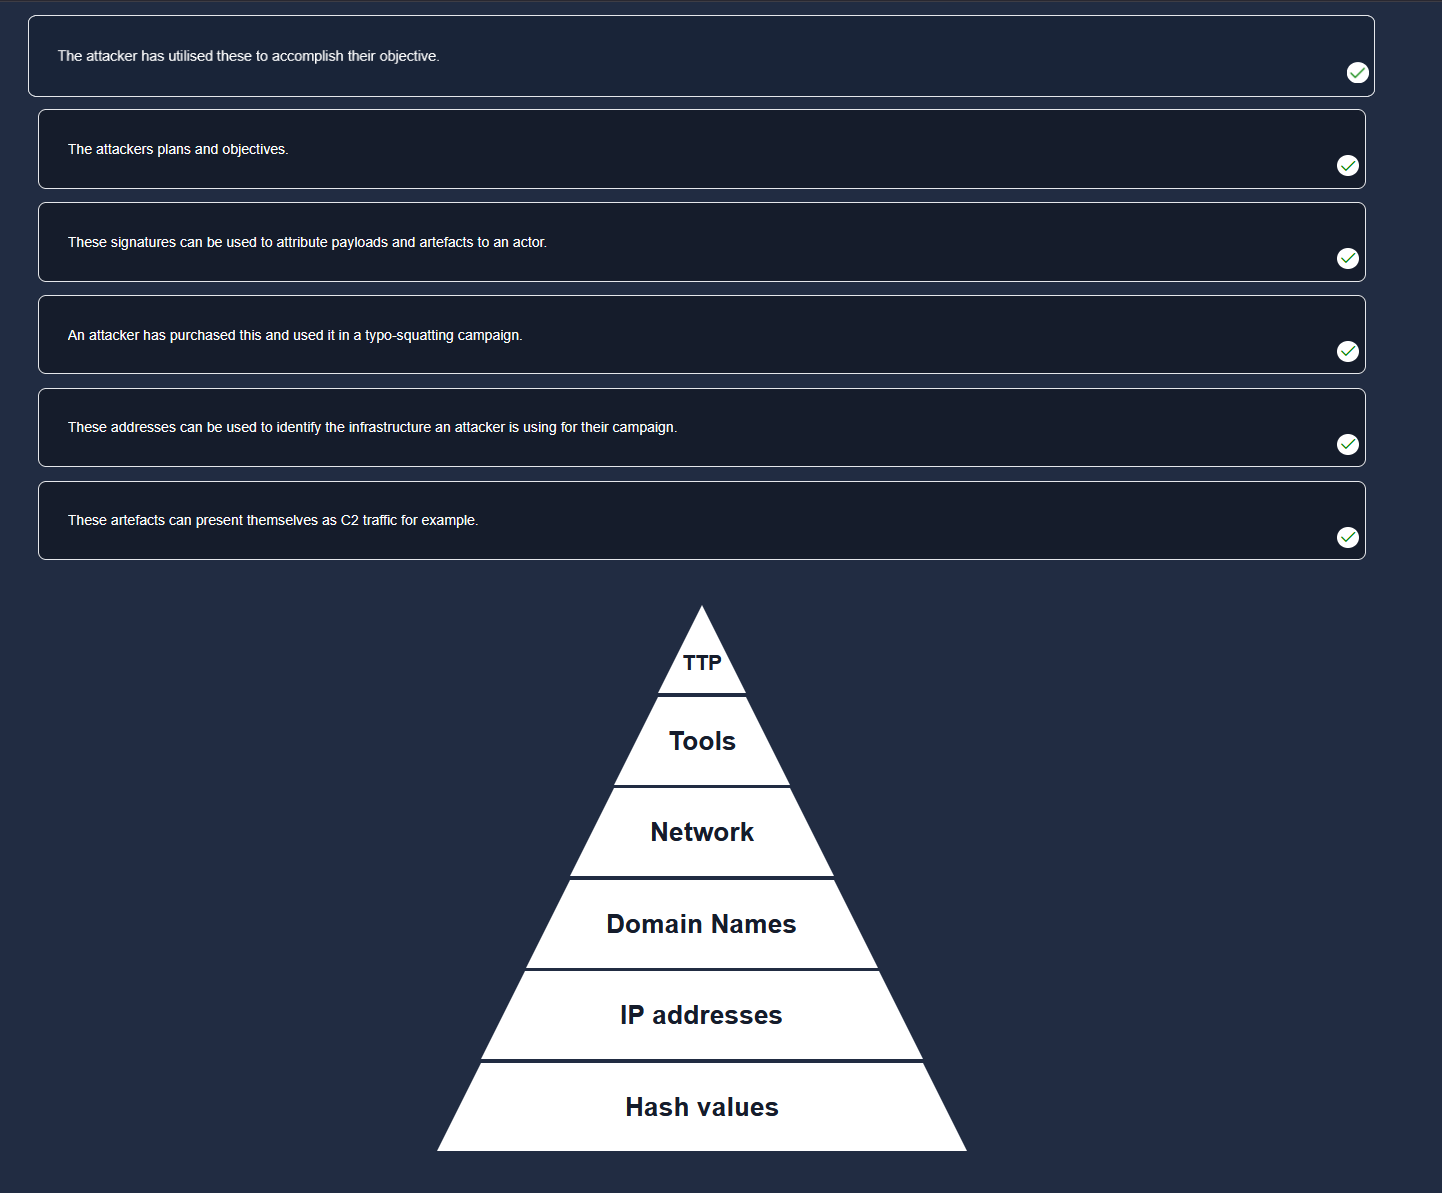 The attacker has utilised these to accomplish their objective.
The attackers plans and objectives.
These signatures can be used to attribute payloads and artefacts to an actor.
An attacker has purchased this and used it in a typo-squatting campaign.
These addresses can be used to identify the infrastructure an attacker is using for their campaign.
These artefacts can present themselves as C2 traffic for example.
TTP
Tools
Network
Domain Names
IP addresses
Hash values